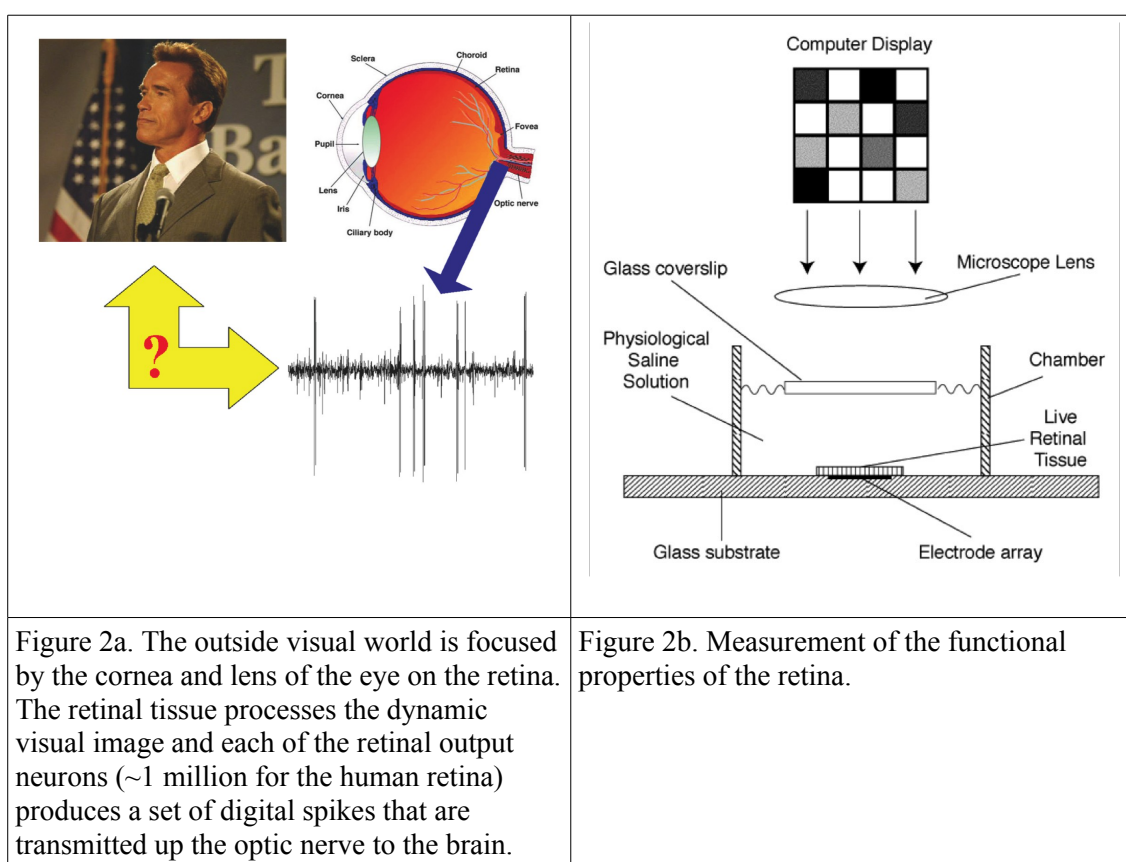 T
Ba
Sclera
Choroid
Retina
Cornea
Fovea
Pupil
Lens
Iris
Optic nerve
Ciliary body
?
Computer Display
Glass coverslip
Microscope Lens
Physiological
Saline
Solution
Chamber
Live
Retinal
Tissue
Glass substrate
Electrode array
Figure 2a. The outside visual world is focused
by the cornea and lens of the eye on the retina.
The retinal tissue processes the dynamic
visual image and each of the retinal output
neurons (~1 million for the human retina)
produces a set of digital spikes that are
transmitted up the optic nerve to the brain.
Figure 2b. Measurement of the functional
properties of the retina.